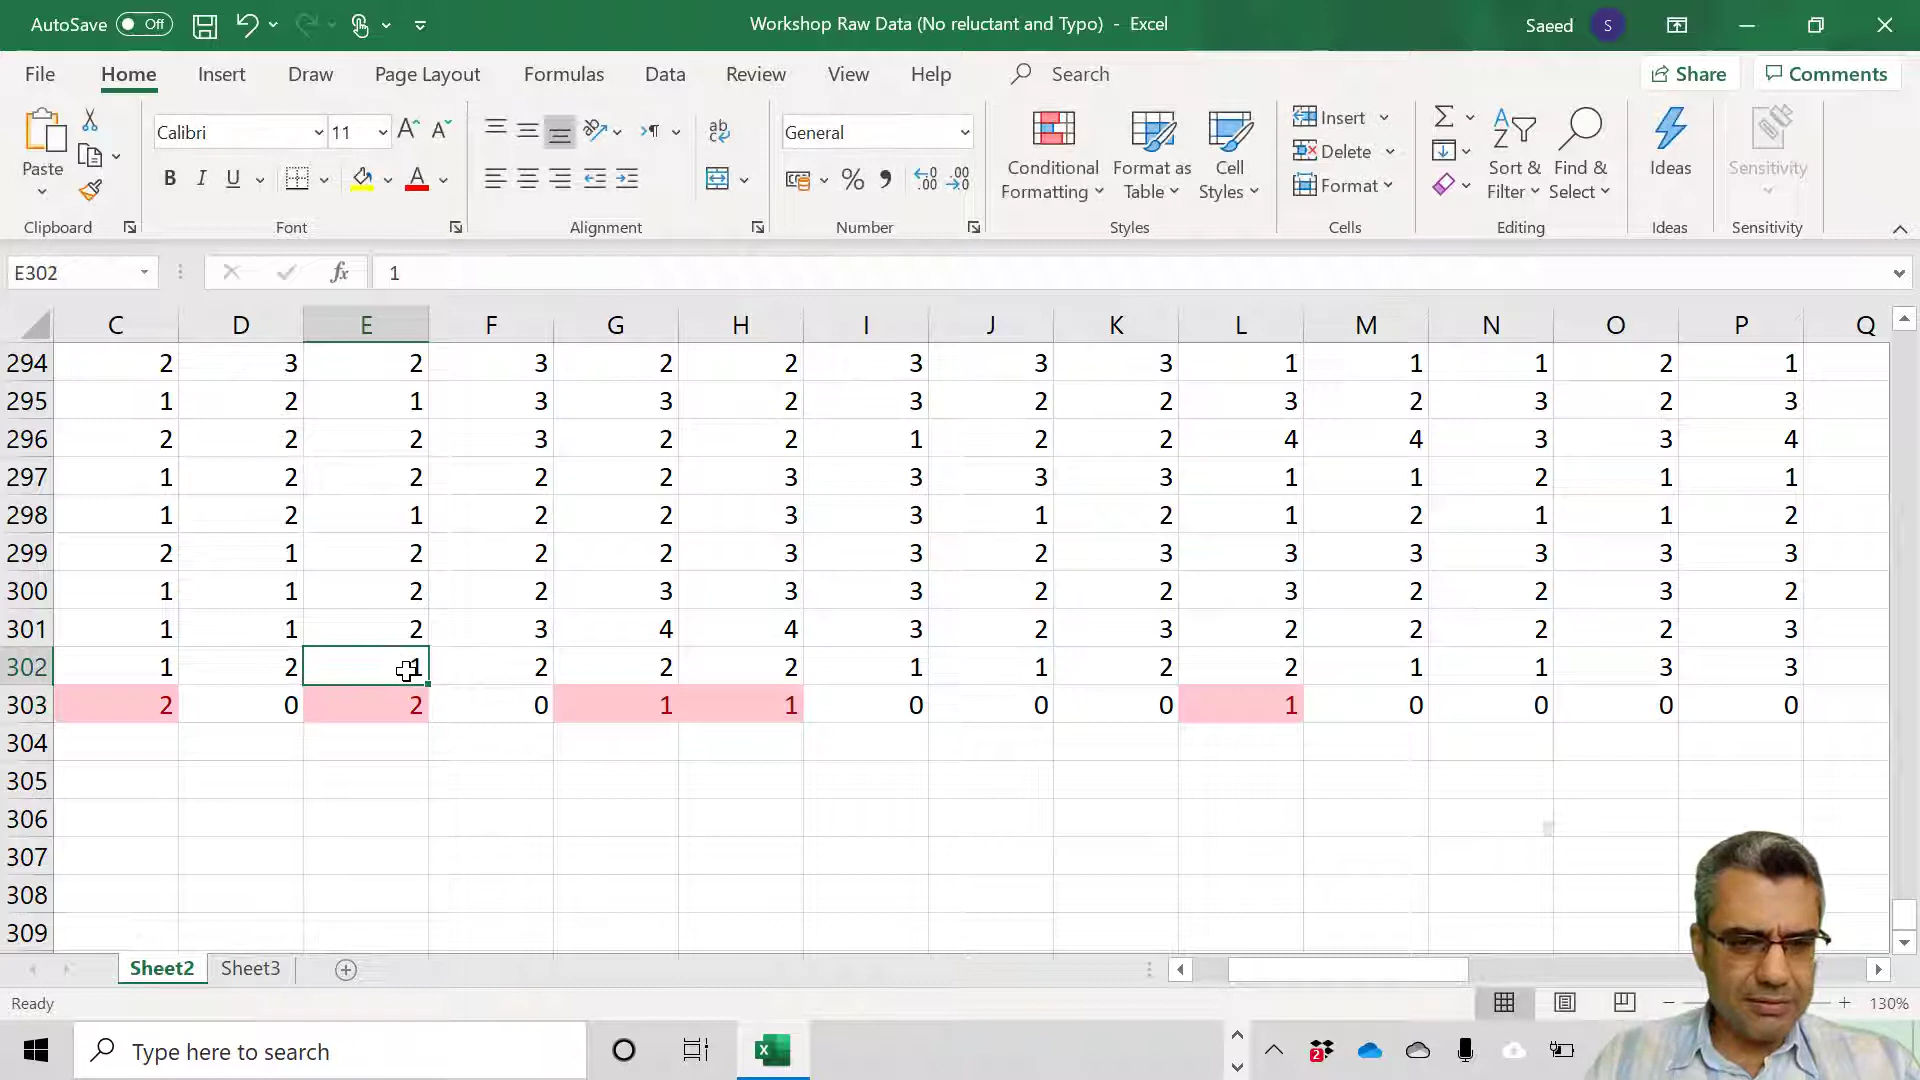 AutoSave Off Workshop Raw Data (No reluctant and Typo) - Excel Saeed S
File Home Insert Draw Page Layout Formulas Data Review View Help Search Share Comments
Paste Calibri 11 ab General Conditional Formatting Format as Table Cell Styles Insert Delete Format Sort & Filter Find & Select Ideas Sensitivity
B I U A % 9 .00 .00
Clipboard Font Alignment Number Styles Cells Editing Ideas Sensitivity
E302 fx 1
C D E F G H I J K L M N O P Q
294 2 3 2 3 2 2 3 3 3 1 1 1 2 1
295 1 2 1 3 3 2 3 2 2 3 2 3 2 3
296 2 2 2 3 2 2 1 2 2 4 4 3 3 4
297 1 2 2 2 2 3 3 3 3 1 1 2 1 1
298 1 2 1 2 2 3 3 1 2 1 2 1 1 2
299 2 1 2 2 2 3 3 2 3 3 3 3 3 3
300 1 1 2 2 3 3 3 2 2 3 2 2 3 2
301 1 1 2 3 4 4 3 2 3 2 2 2 2 3
302 1 2 1 2 2 2 1 1 2 2 1 1 3 3
303 2 0 2 0 1 1 0 0 0 1 0 0 0 0
304
305
306
307
308
309
Sheet2 Sheet3
Ready 130%
Type here to search 2